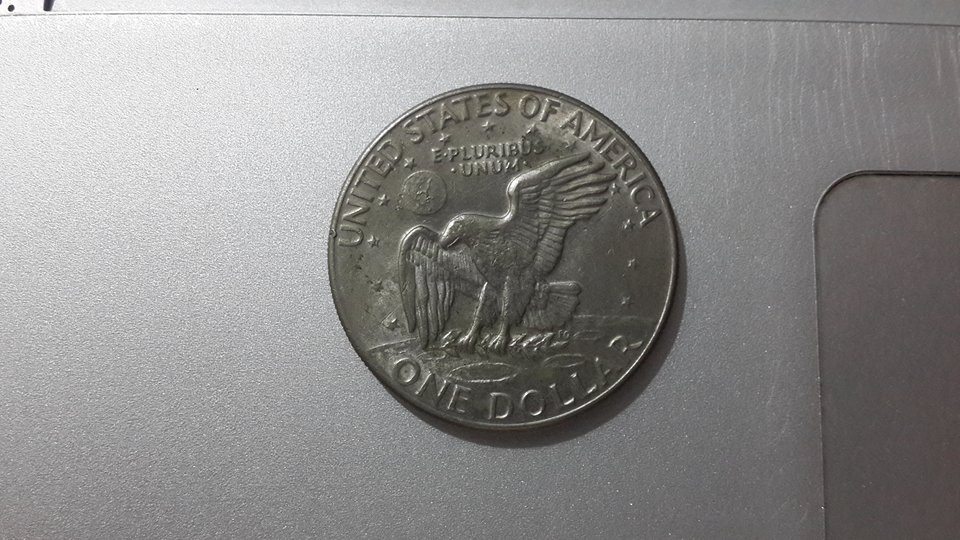 UNITED STATES OF AMERICA
E·PLURIBUS
·UNUM·
ONE DOLLAR